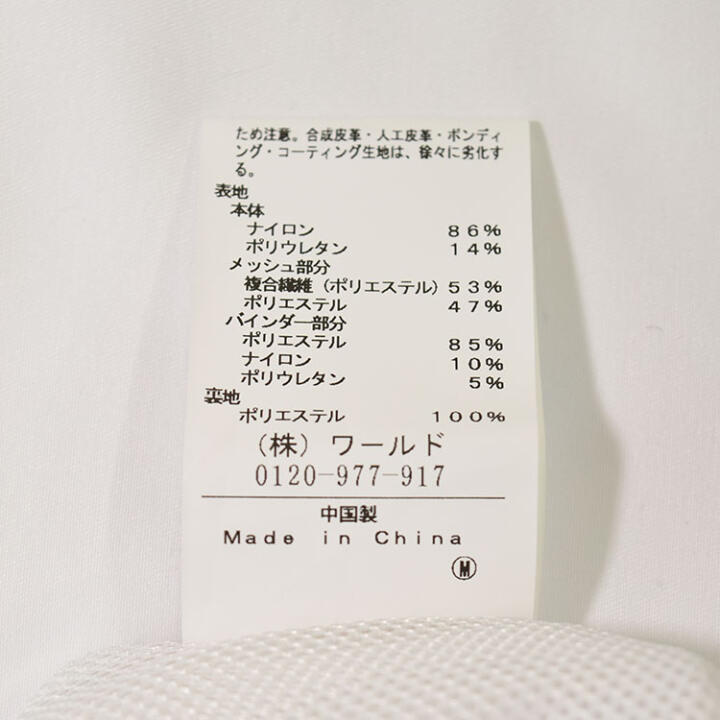 ため注意。合成皮革・人工皮革・ボンディ
ング・コーティング生地は、徐々に劣化す
る。
表地
本体
ナイロン 86%
ポリウレタン 14%
メッシュ部分
複合繊維(ポリエステル) 53%
ポリエステル 47%
バインダー部分
ポリエステル 85%
ナイロン 10%
ポリウレタン 5%
裏地
ポリエステル 100%
(株)ワールド
0120-977-917
中国製
Made in China
M